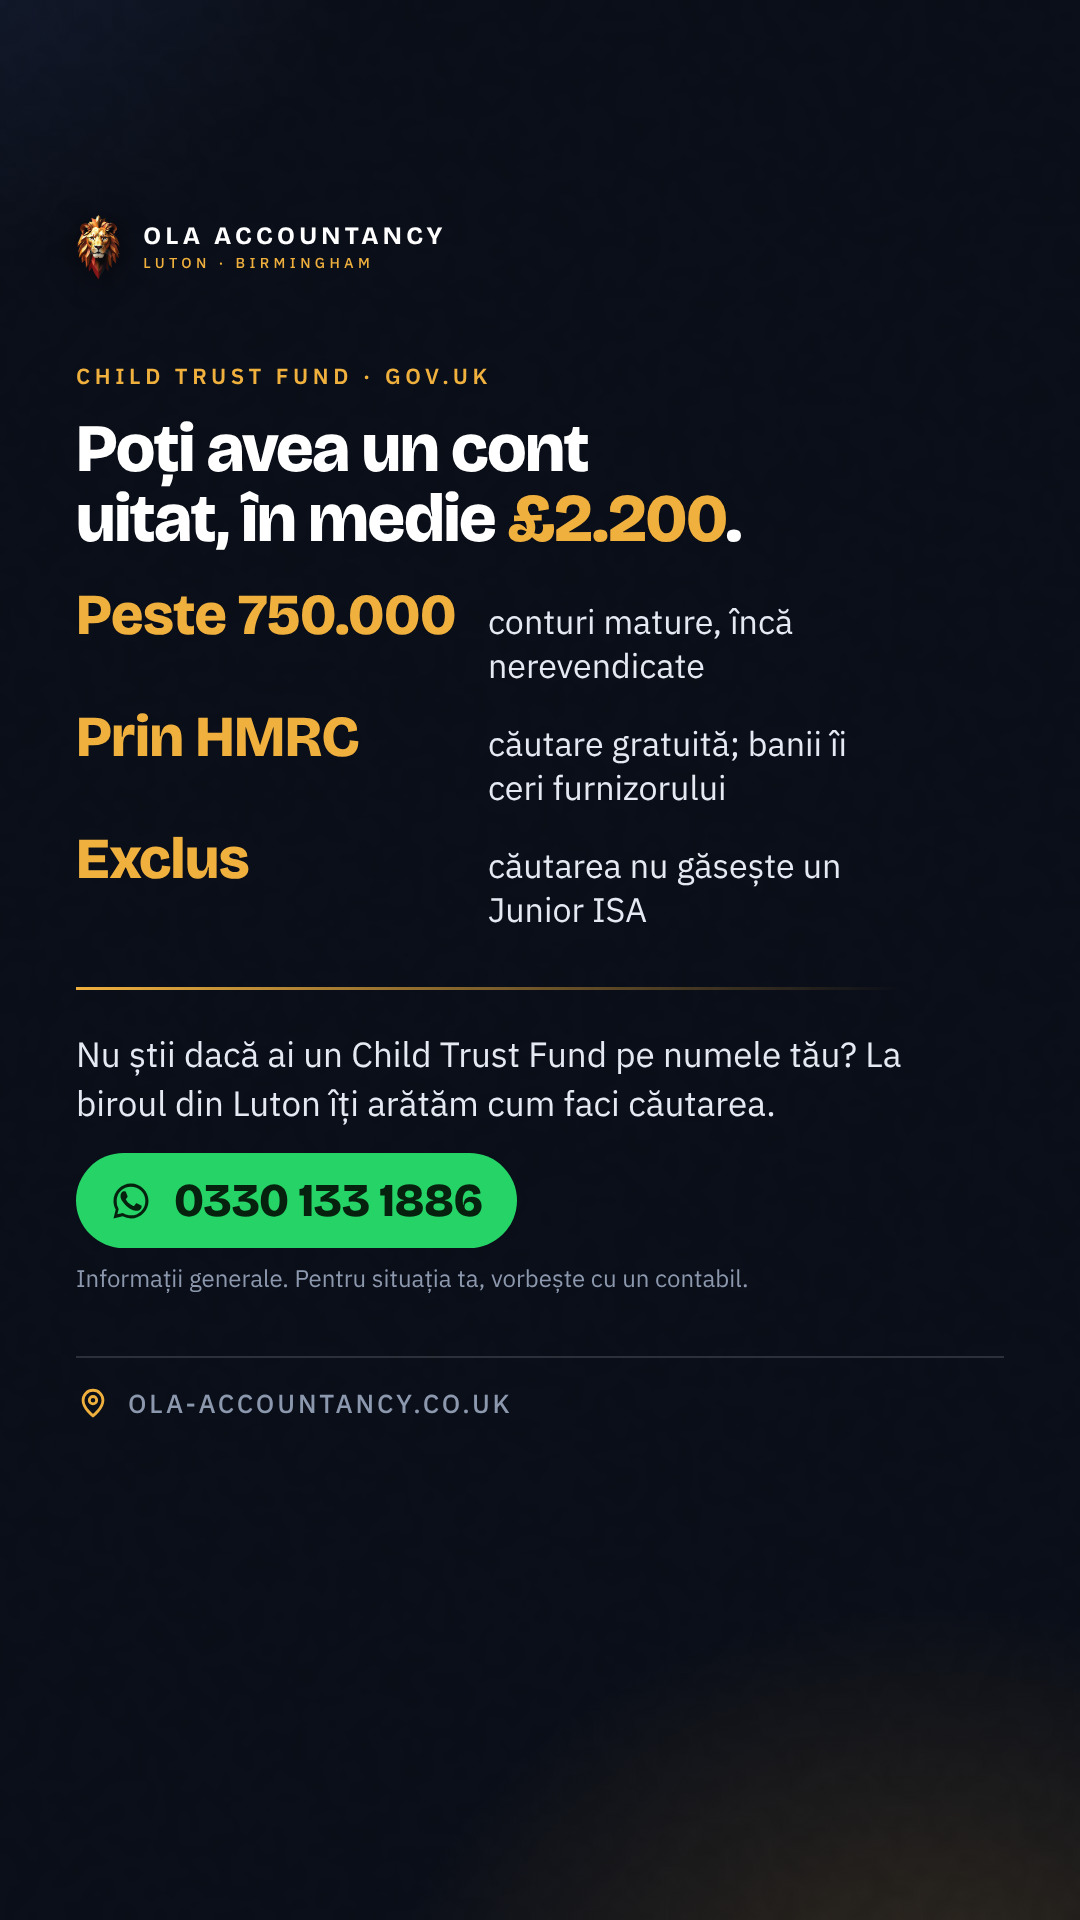 OLA ACCOUNTANCY
LUTON · BIRMINGHAM
CHILD TRUST FUND · GOV.UK
Poți avea un cont
uitat, în medie £2.200.
Peste 750.000
conturi mature, încă
nerevendicate
Prin HMRC
căutare gratuită; banii îi
ceri furnizorului
Exclus
căutarea nu găsește un
Junior ISA
Nu știi dacă ai un Child Trust Fund pe numele tău? La
biroul din Luton îți arătăm cum faci căutarea.
0330 133 1886
Informații generale. Pentru situația ta, vorbește cu un contabil.
OLA-ACCOUNTANCY.CO.UK